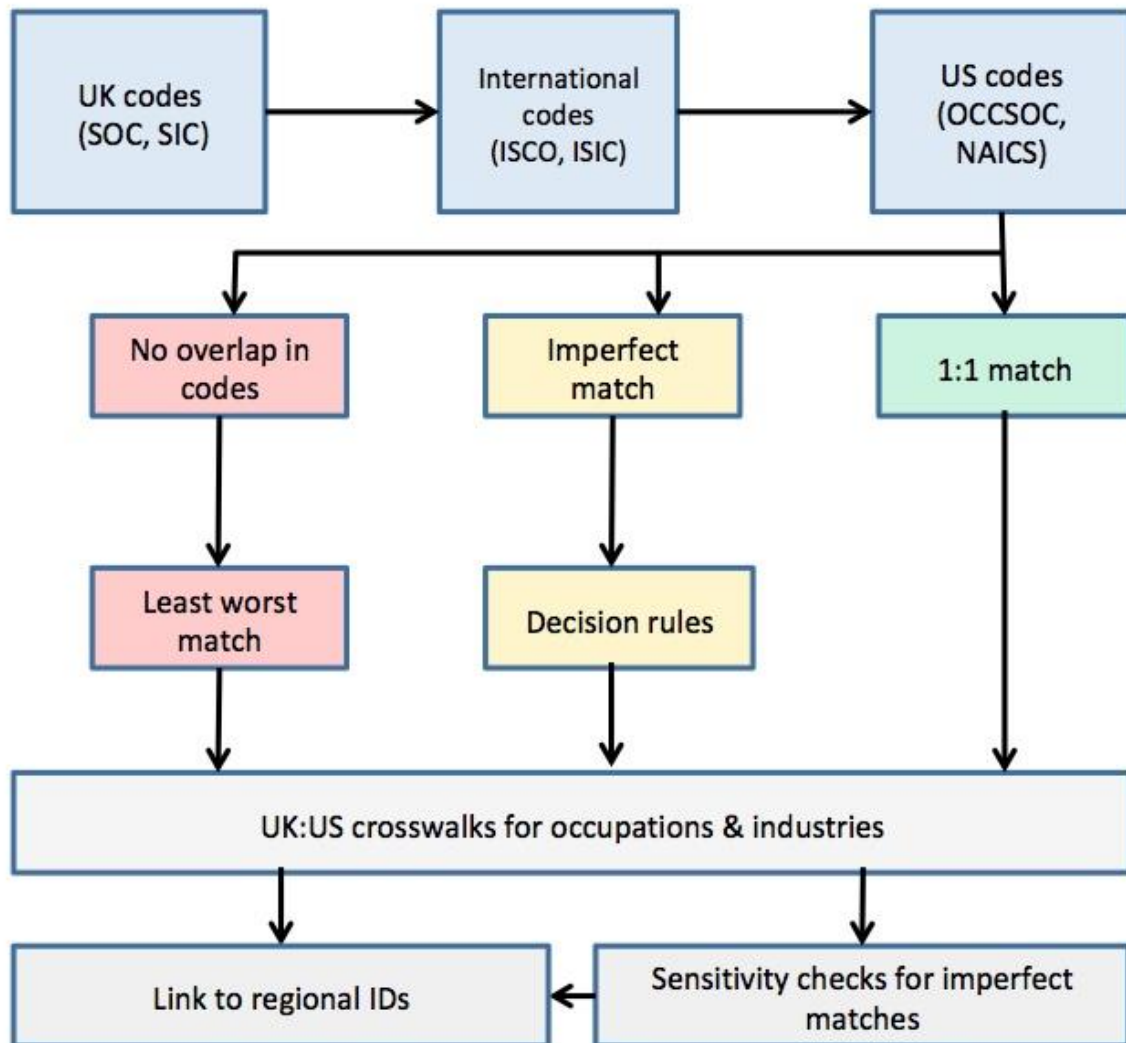 UK codes
(SOC, SIC)
International
codes
(ISCO, ISIC)
US codes
(OCCSOC,
NAICS)
No overlap in
codes
Imperfect
match
1:1 match
Least worst
match
Decision rules
UK:US crosswalks for occupations & industries
Link to regional IDs
Sensitivity checks for imperfect
matches